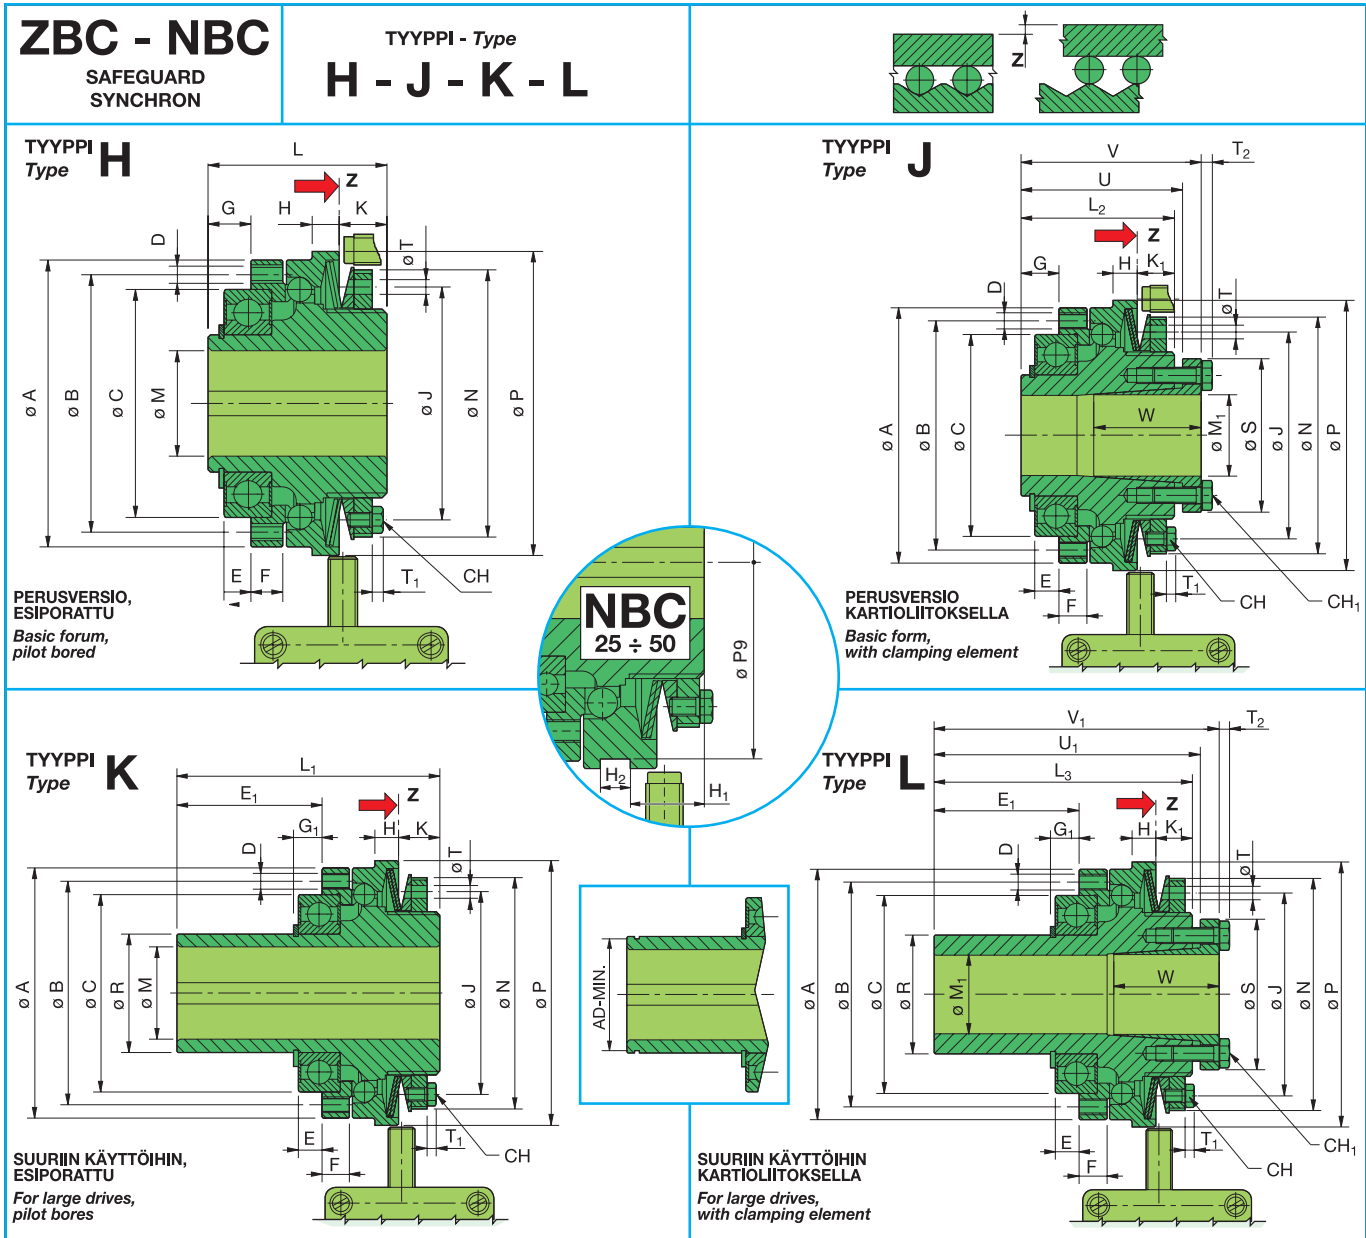 ZBC - NBC
SAFEGUARD
SYNCHRON
TYYPPI - Type
H - J - K - L
Z
TYYPPI
Type
H
L
Z
G
H
K
D
ø T
ø A
ø B
ø C
ø M
ø J
ø N
ø P
E
F
T1
CH
PERUSVERSIO,
ESIPORATTU
Basic forum,
pilot bored
TYYPPI
Type
J
V
T2
U
L2
Z
G
H
K1
D
ø T
ø A
ø B
ø C
W
ø M1
ø S
ø J
ø N
ø P
E
F
T1
CH
CH1
PERUSVERSIO
KARTIOLIITOKSELLA
Basic form,
with clamping element
NBC
25 ÷ 50
ø P9
H2
H1
TYYPPI
Type
K
L1
E1
Z
G1
H
K
D
ø T
ø A
ø B
ø C
ø R
ø M
ø J
ø N
ø P
E
F
T1
CH
SUURIIN KÄYTTÖIHIN,
ESIPORATTU
For large drives,
pilot bores
AD-MIN.
TYYPPI
Type
L
V1
T2
U1
L3
E1
Z
G1
H
K1
D
ø T
ø A
ø B
ø C
ø R
ø M1
W
ø S
ø J
ø N
ø P
E
F
T1
CH
CH1
SUURIIN KÄYTTÖIHIN
KARTIOLIITOKSELLA
For large drives,
with clamping element